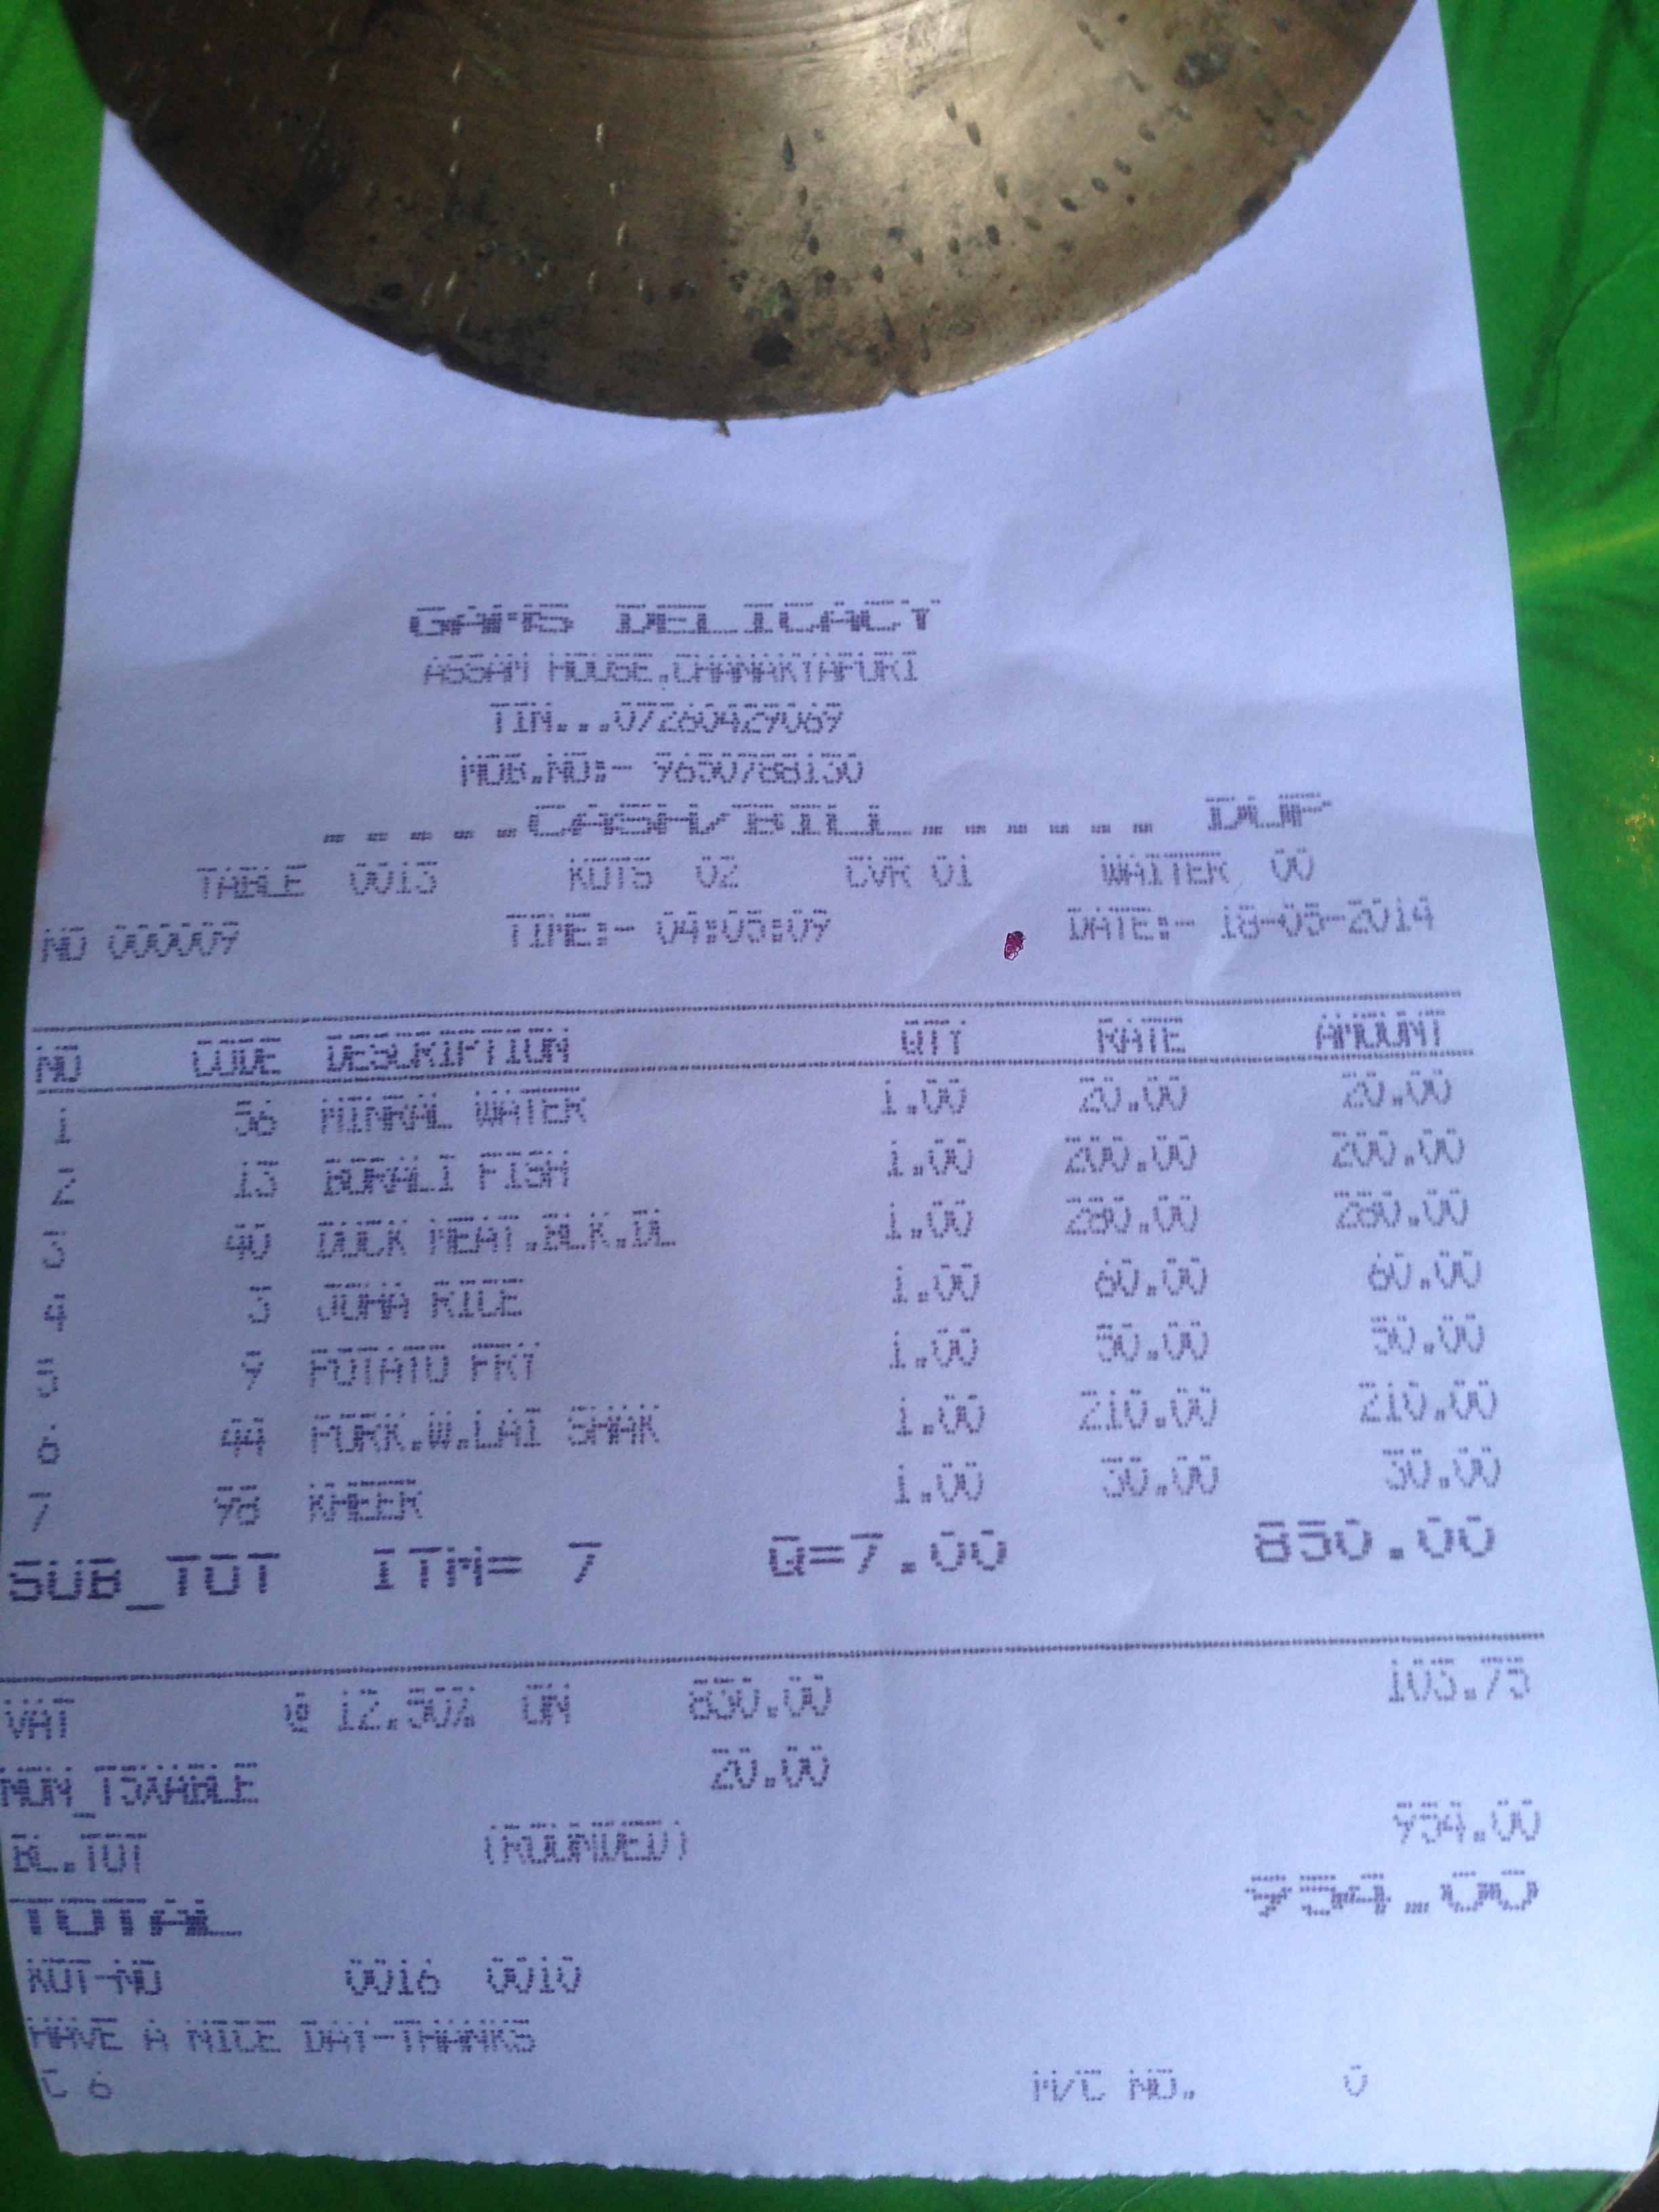 GAM'S DELICACY
ASSAM HOUSE.CHANAKYAPURI
TIN...07260429069
MOB.NO:- 9650788130
.....CASH/BILL....... DUP
TABLE 0013 KOTS 02 CVR 01 WAITER 00
NO 000009 TIME:- 04:05:09 DATE:- 18-05-2014
NO CODE DESCRIPTION QTY RATE AMOUNT
1 36 MINRAL WATER 1.00 20.00 20.00
2 13 BORALI FISH 1.00 200.00 200.00
3 90 DUCK MEAT.BLK.DL 1.00 280.00 280.00
4 3 JOHA RICE 1.00 60.00 60.00
5 9 POTATO FRY 1.00 50.00 50.00
6 44 PORK.W.LAI SHAK 1.00 210.00 210.00
7 98 KHEER 1.00 30.00 30.00
SUB_TOT ITM= 7 Q=7.00 850.00
VAT @ 12.50% ON 830.00 103.75
NON_TSXABLE 20.00
BL.TOT (ROUNDED) 954.00
TOTAL 954.00
KOT-NO 0016 0010
HAVE A NICE DAY-THANKS
C 6 M/C NO. 0